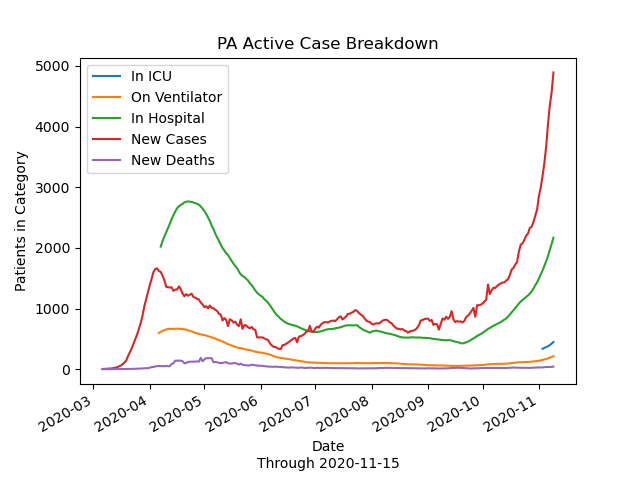 PA Active Case Breakdown
In ICU
On Ventilator
In Hospital
New Cases
New Deaths
Patients in Category
5000
4000
3000
2000
1000
0
2020-03
2020-04
2020-05
2020-06
2020-07
2020-08
2020-09
2020-10
2020-11
Date
Through 2020-11-15